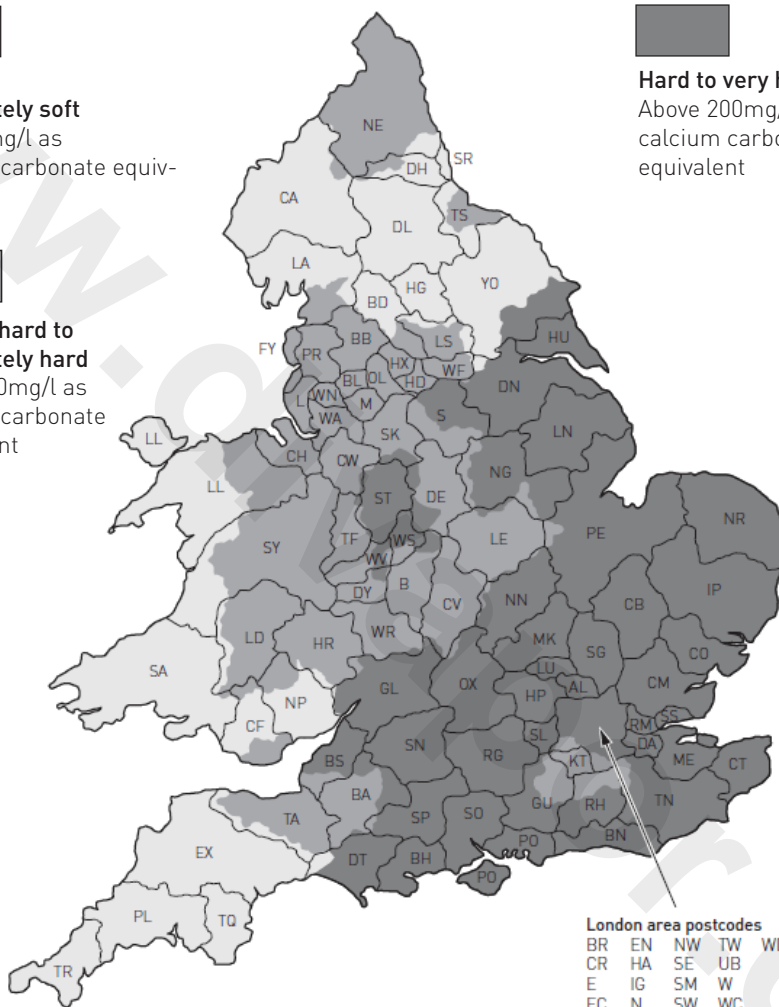 tely soft
ng/l as
carbonate equiv-
Hard to very h
Above 200mg/
calcium carbo
equivalent
hard to
tely hard
0mg/l as
carbonate
nt
NE
SR
DH
CA
TS
DL
LA
YO
HG
BD
HU
LS
BB
FY
PR
HX
WF
OL
BL
HD
DN
L
WN
M
S
WA
LN
SK
LL
CH
CW
NG
LL
ST
DE
NR
PE
WS
TF
LE
SY
WV
IP
B
DY
CB
NN
CV
WR
MK
LD
HR
SG
CO
LU
SA
CM
AL
GL
OX
HP
NP
SS
RM
CF
SL
DA
SN
RG
KT
ME
CT
BS
BA
GU
RH
TN
TA
SP
SO
EX
BN
PO
DT
BH
PO
PL
TQ
TR
London area postcodes
BR EN NW TW
CR HA SE UB
E IG SM W
EC N SW WC